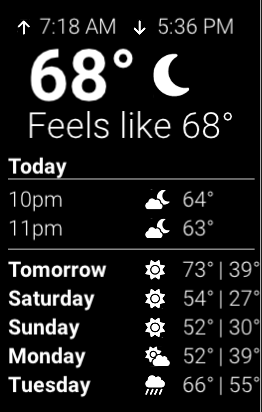 ↑ 7:18 AM ↓ 5:36 PM
68°
Feels like 68°
Today
10pm 64°
11pm 63°
Tomorrow 73° | 39°
Saturday 54° | 27°
Sunday 52° | 30°
Monday 52° | 39°
Tuesday 66° | 55°